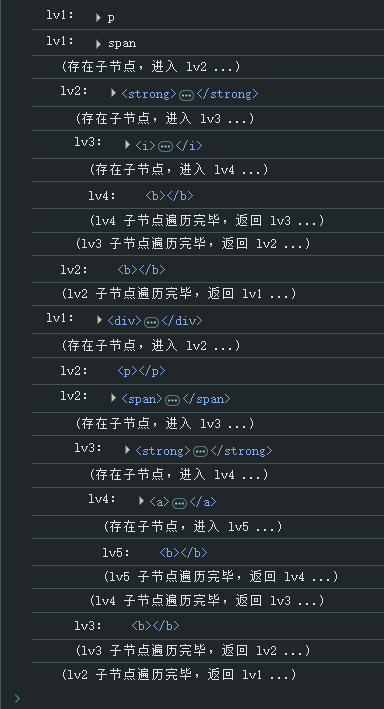 lv1: ▶ p
lv1: ▶ span
(存在子节点，进入 lv2 ...)
lv2: ▶ <strong>…</strong>
(存在子节点，进入 lv3 ...)
lv3: ▶ <i>…</i>
(存在子节点，进入 lv4 ...)
lv4: <b></b>
(lv4 子节点遍历完毕，返回 lv3 ...)
(lv3 子节点遍历完毕，返回 lv2 ...)
lv2: <b></b>
(lv2 子节点遍历完毕，返回 lv1 ...)
lv1: ▶ <div>…</div>
(存在子节点，进入 lv2 ...)
lv2: <p></p>
lv2: ▶ <span>…</span>
(存在子节点，进入 lv3 ...)
lv3: ▶ <strong>…</strong>
(存在子节点，进入 lv4 ...)
lv4: ▶ <a>…</a>
(存在子节点，进入 lv5 ...)
lv5: <b></b>
(lv5 子节点遍历完毕，返回 lv4 ...)
(lv4 子节点遍历完毕，返回 lv3 ...)
lv3: <b></b>
(lv3 子节点遍历完毕，返回 lv2 ...)
(lv2 子节点遍历完毕，返回 lv1 ...)